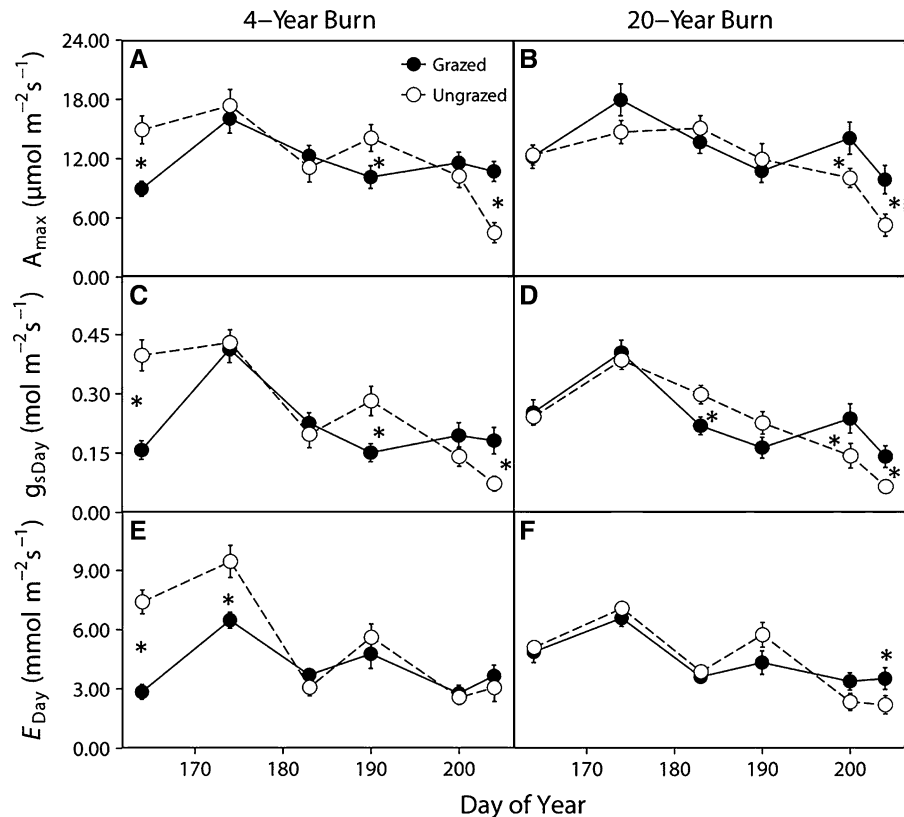 4−Year Burn 20−Year Burn
A B
Grazed
Ungrazed
24.00
18.00
12.00
6.00
0.00
Amax (μmol m−2s−1)
* * * * *
C D
0.45
0.30
0.15
0.00
gsDay (mol m−2s−1)
* * * * * *
E F
9.00
6.00
3.00
0.00
EDay (mmol m−2s−1)
* * *
170 180 190 200 170 180 190 200
Day of Year